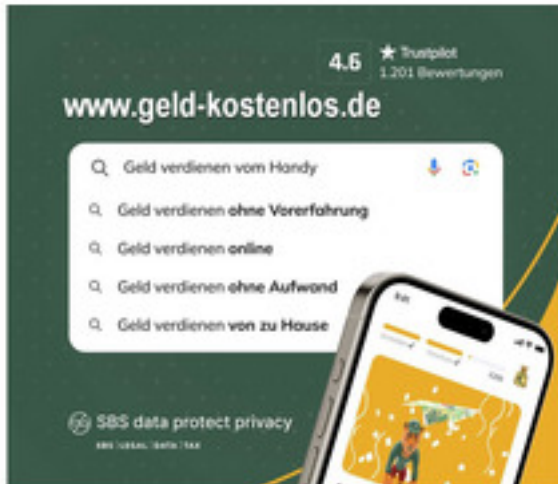 4.6
Trustpilot
1.201 Bewertungen
www.geld-kostenlos.de
Geld verdienen vom Handy
Geld verdienen ohne Vorerfahrung
Geld verdienen online
Geld verdienen ohne Aufwand
Geld verdienen von zu Hause
SBS data protect privacy
SBS | LEGAL | DATA | TAX